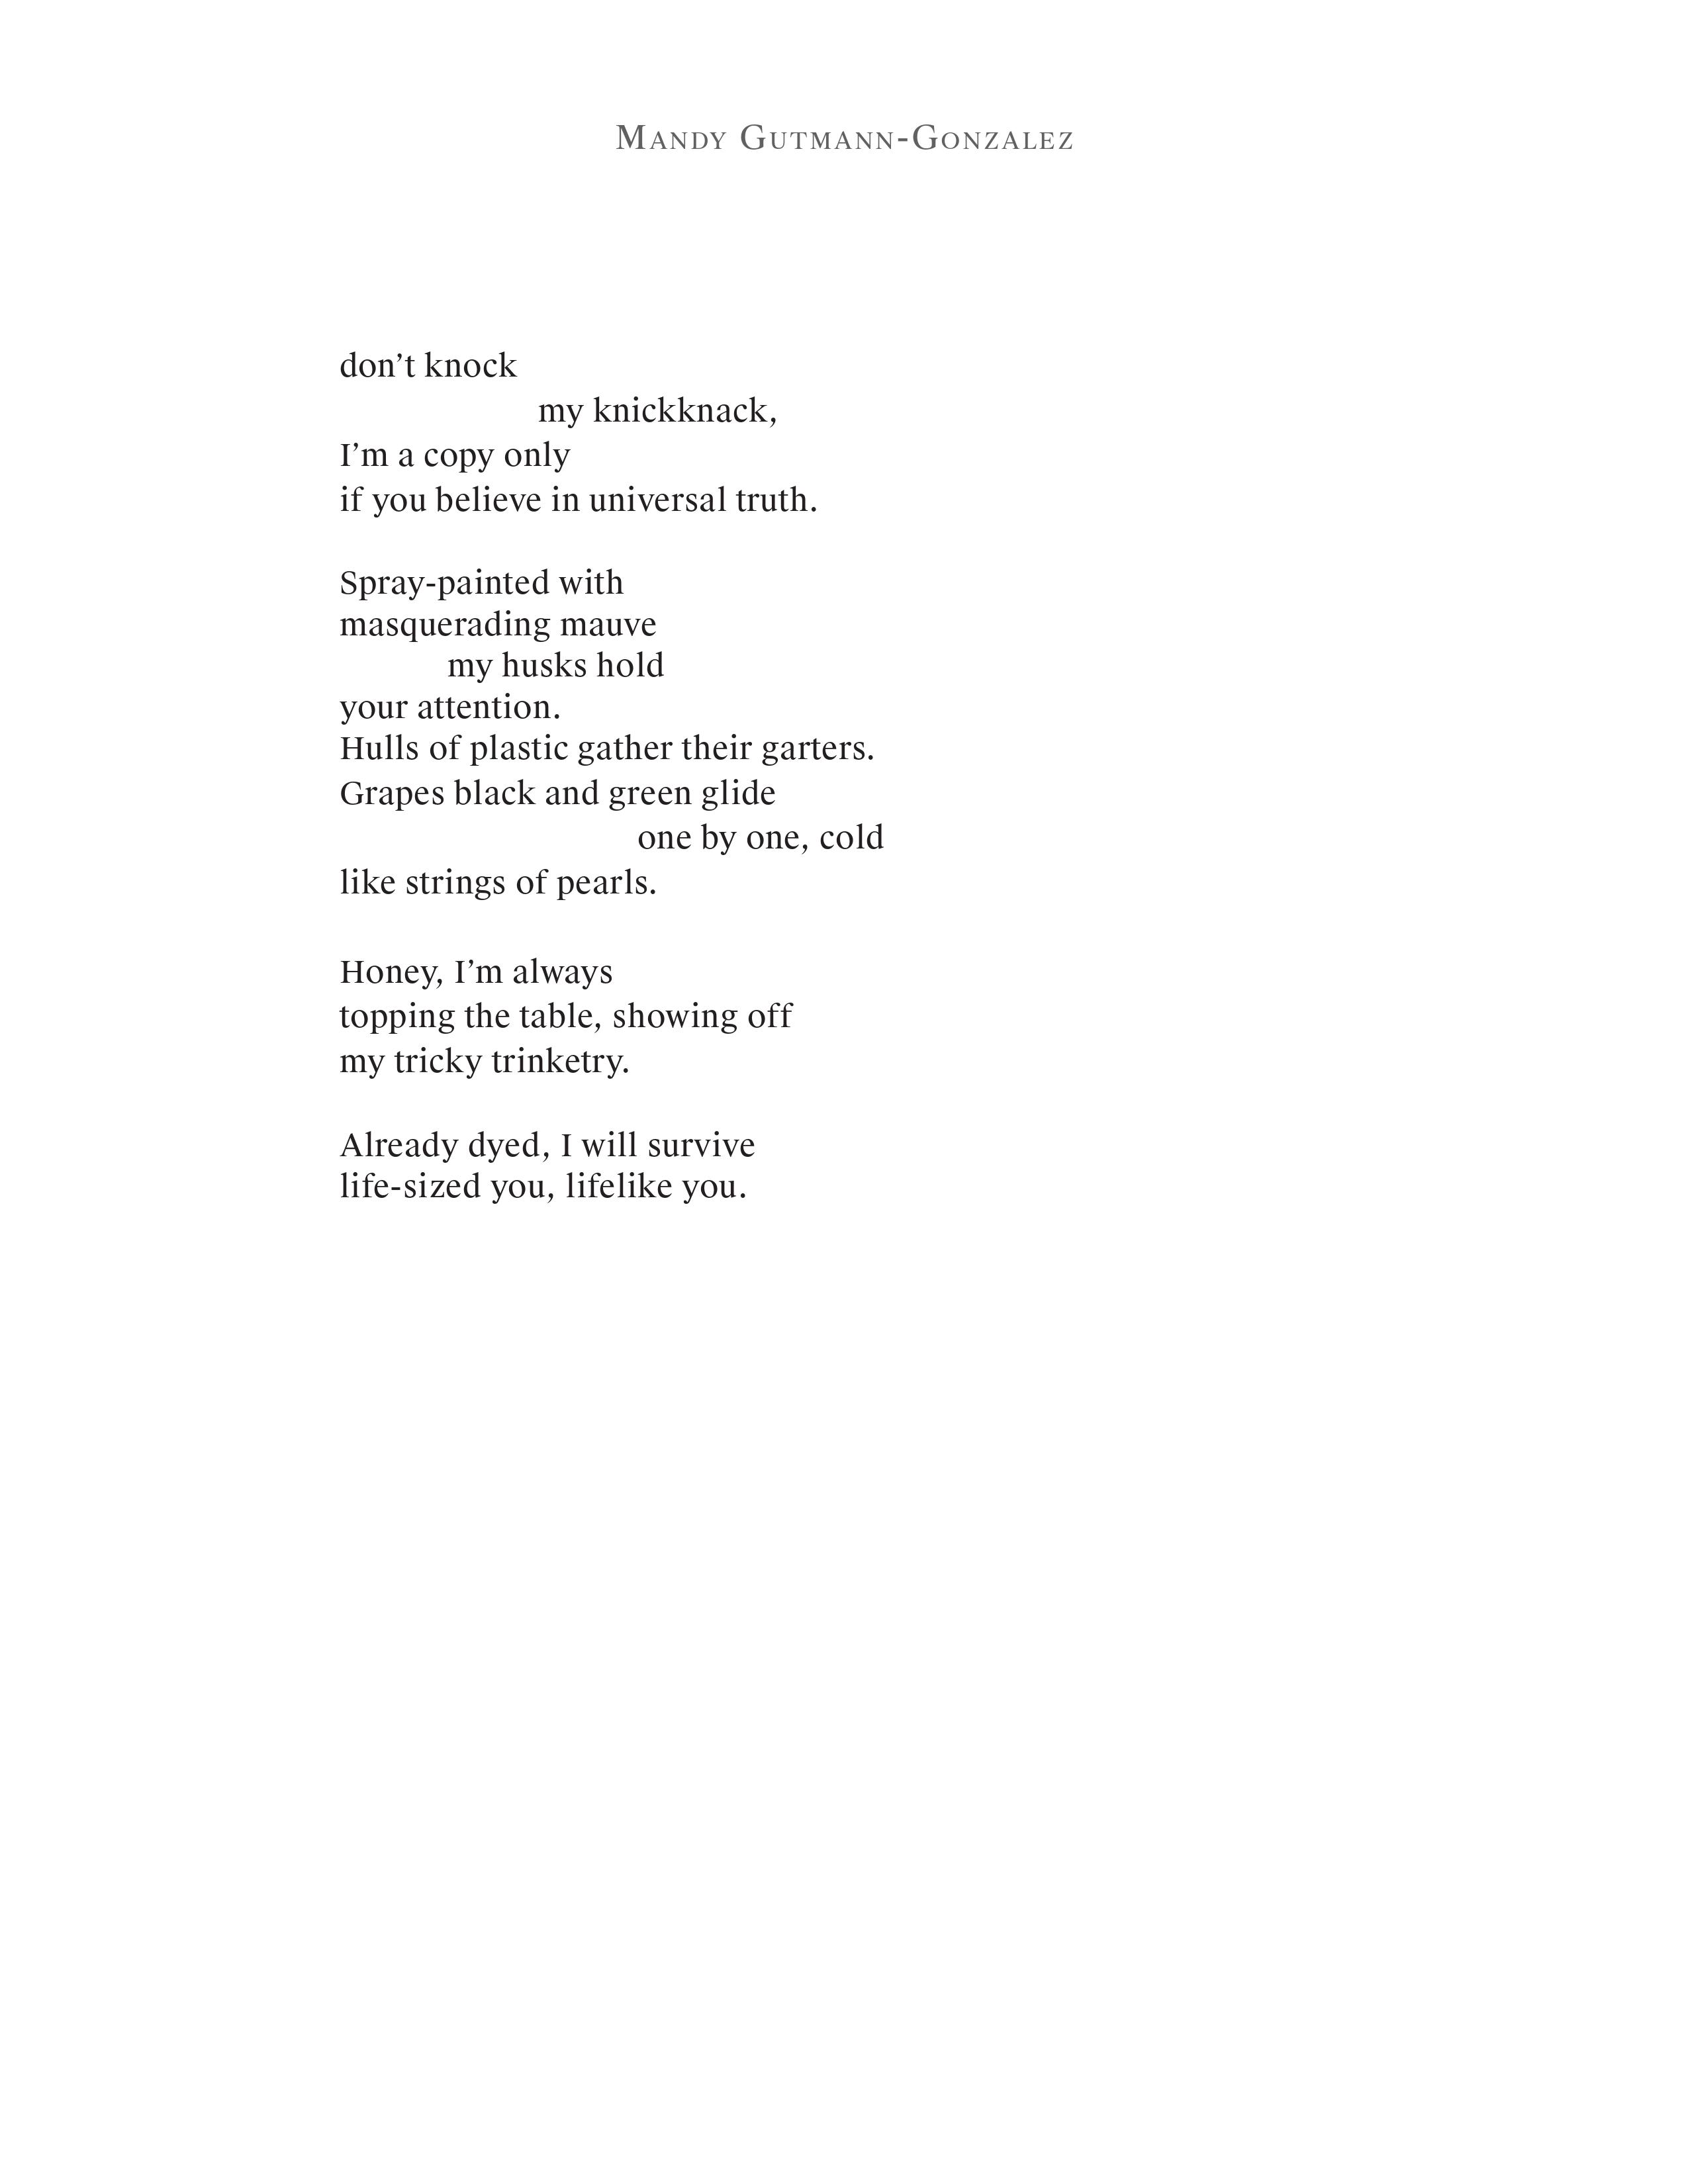 Mandy Gutmann-Gonzalez
don’t knock
my knickknack,
I’m a copy only
if you believe in universal truth.
Spray-painted with
masquerading mauve
my husks hold
your attention.
Hulls of plastic gather their garters.
Grapes black and green glide
one by one, cold
like strings of pearls.
Honey, I’m always
topping the table, showing off
my tricky trinketry.
Already dyed, I will survive
life-sized you, lifelike you.